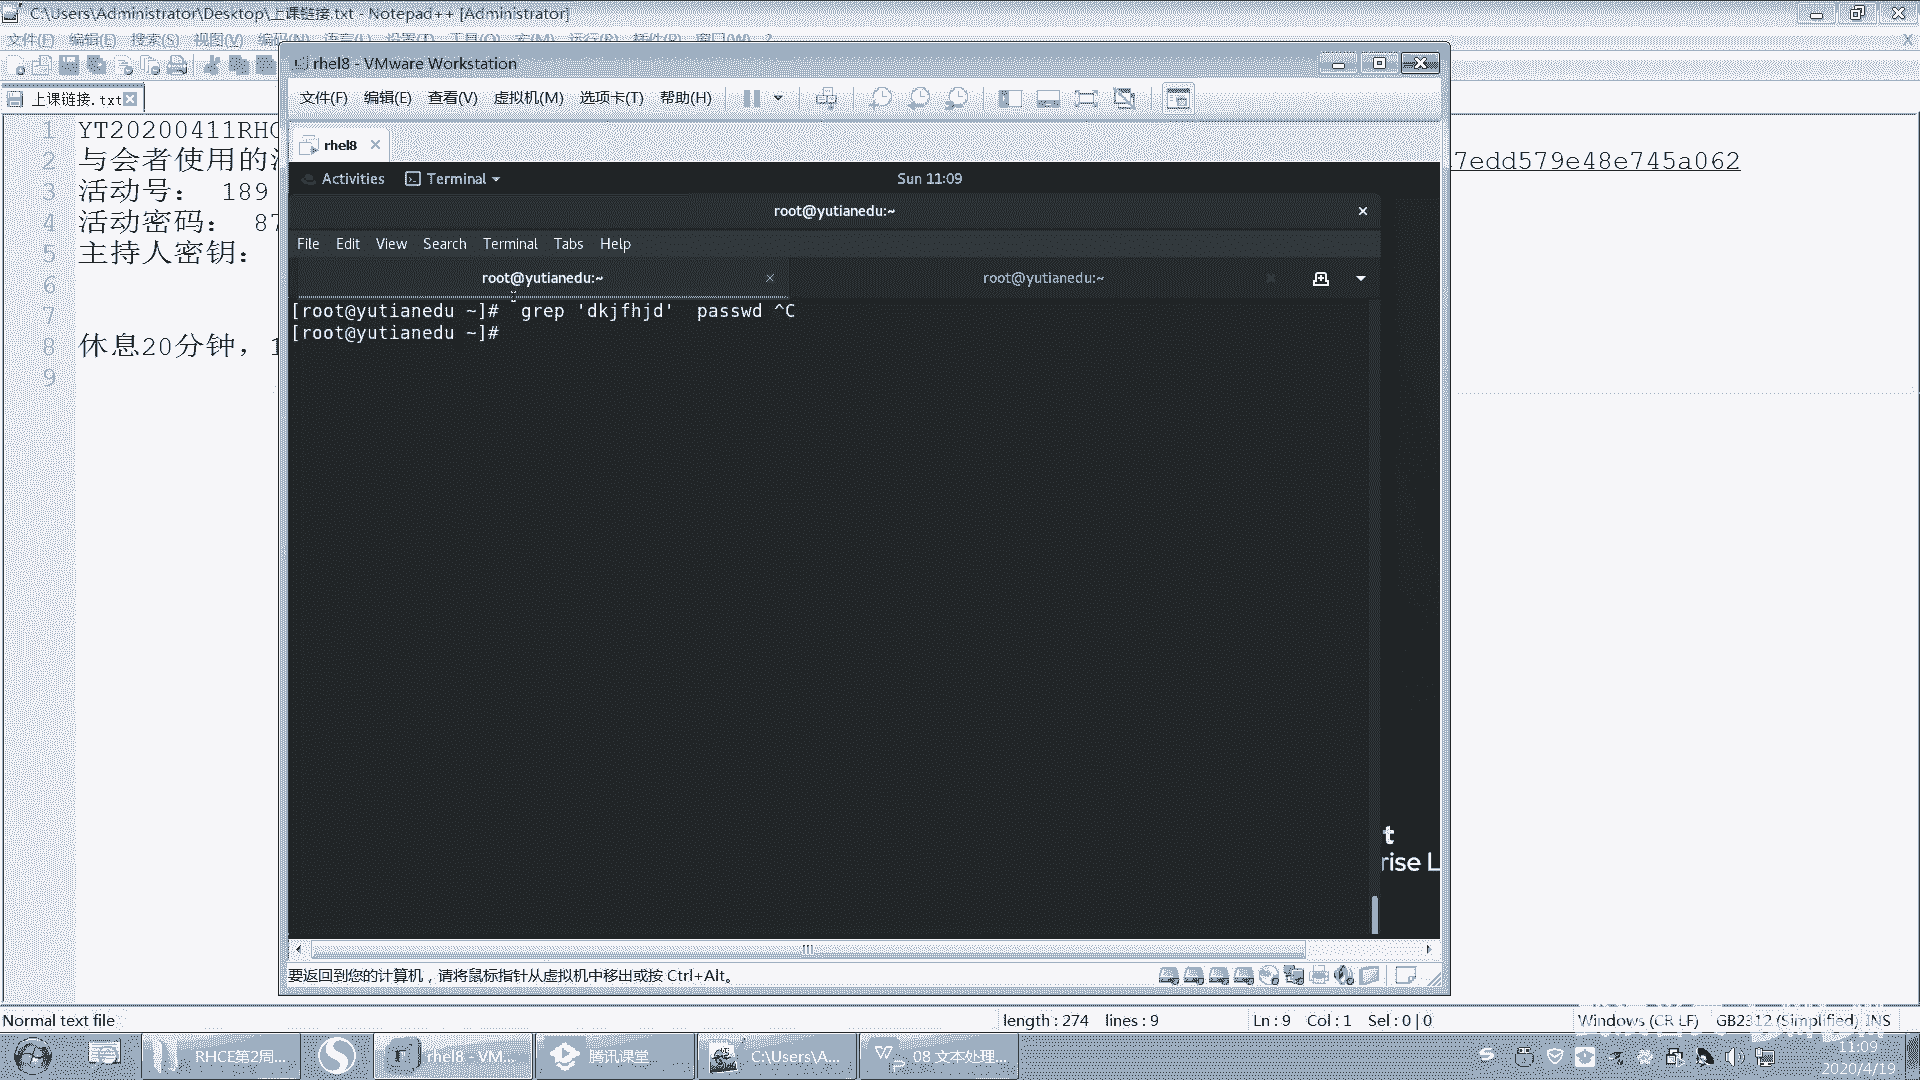 C:\Users\Administrator\Desktop\上课链接.txt - Notepad++ [Administrator]
文件(F) 编辑(E) 搜索(S) 视图(V) 编码(N) 语言(L) 设置(T) 工具(O) 宏(M) 运行(R) 插件(P) 窗口(W) ?
上课链接.txt
1 YT20200411RHC
2 与会者使用的
7edd579e48e745a062
3 活动号： 189
4 活动密码： 87
5 主持人密钥：
6
7
8 休息20分钟，1
9
rhel8 - VMware Workstation
文件(F) 编辑(E) 查看(V) 虚拟机(M) 选项卡(T) 帮助(H)
rhel8
Activities Terminal Sun 11:09
root@yutianedu:~
File Edit View Search Terminal Tabs Help
root@yutianedu:~ root@yutianedu:~
[root@yutianedu ~]# grep 'dkjfhjd' passwd ^C
[root@yutianedu ~]#
t
rise L
要返回到您的计算机，请将鼠标指针从虚拟机中移出或按 Ctrl+Alt。
Normal text file length : 274 lines : 9 Ln : 9 Col : 1 Sel : 0 | 0 Windows (CR LF) GB2312 (Simplified) INS
RHCE第2周... rhel8 - VM... 腾讯课堂 C:\Users\A... 08 文本处理...
11:09
2020/4/19